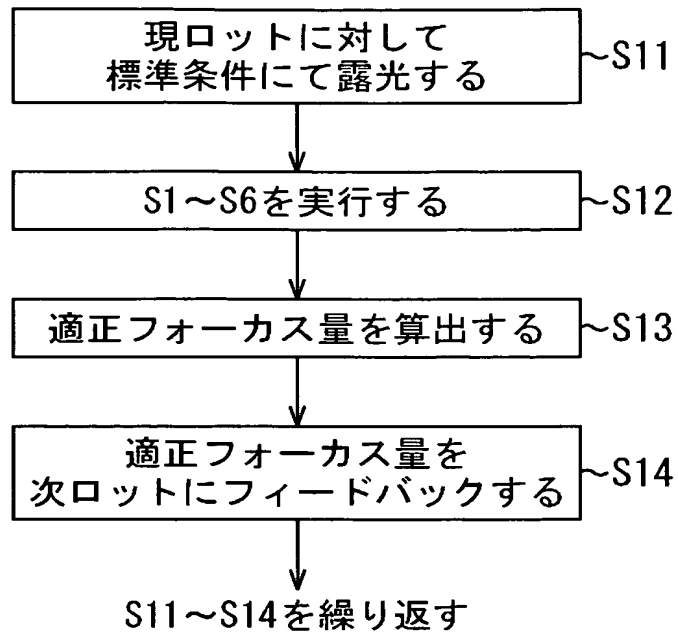 現ロットに対して
標準条件にて露光する
~S11
S1~S6を実行する
~S12
適正フォーカス量を算出する
~S13
適正フォーカス量を
次ロットにフィードバックする
~S14
S11~S14を繰り返す